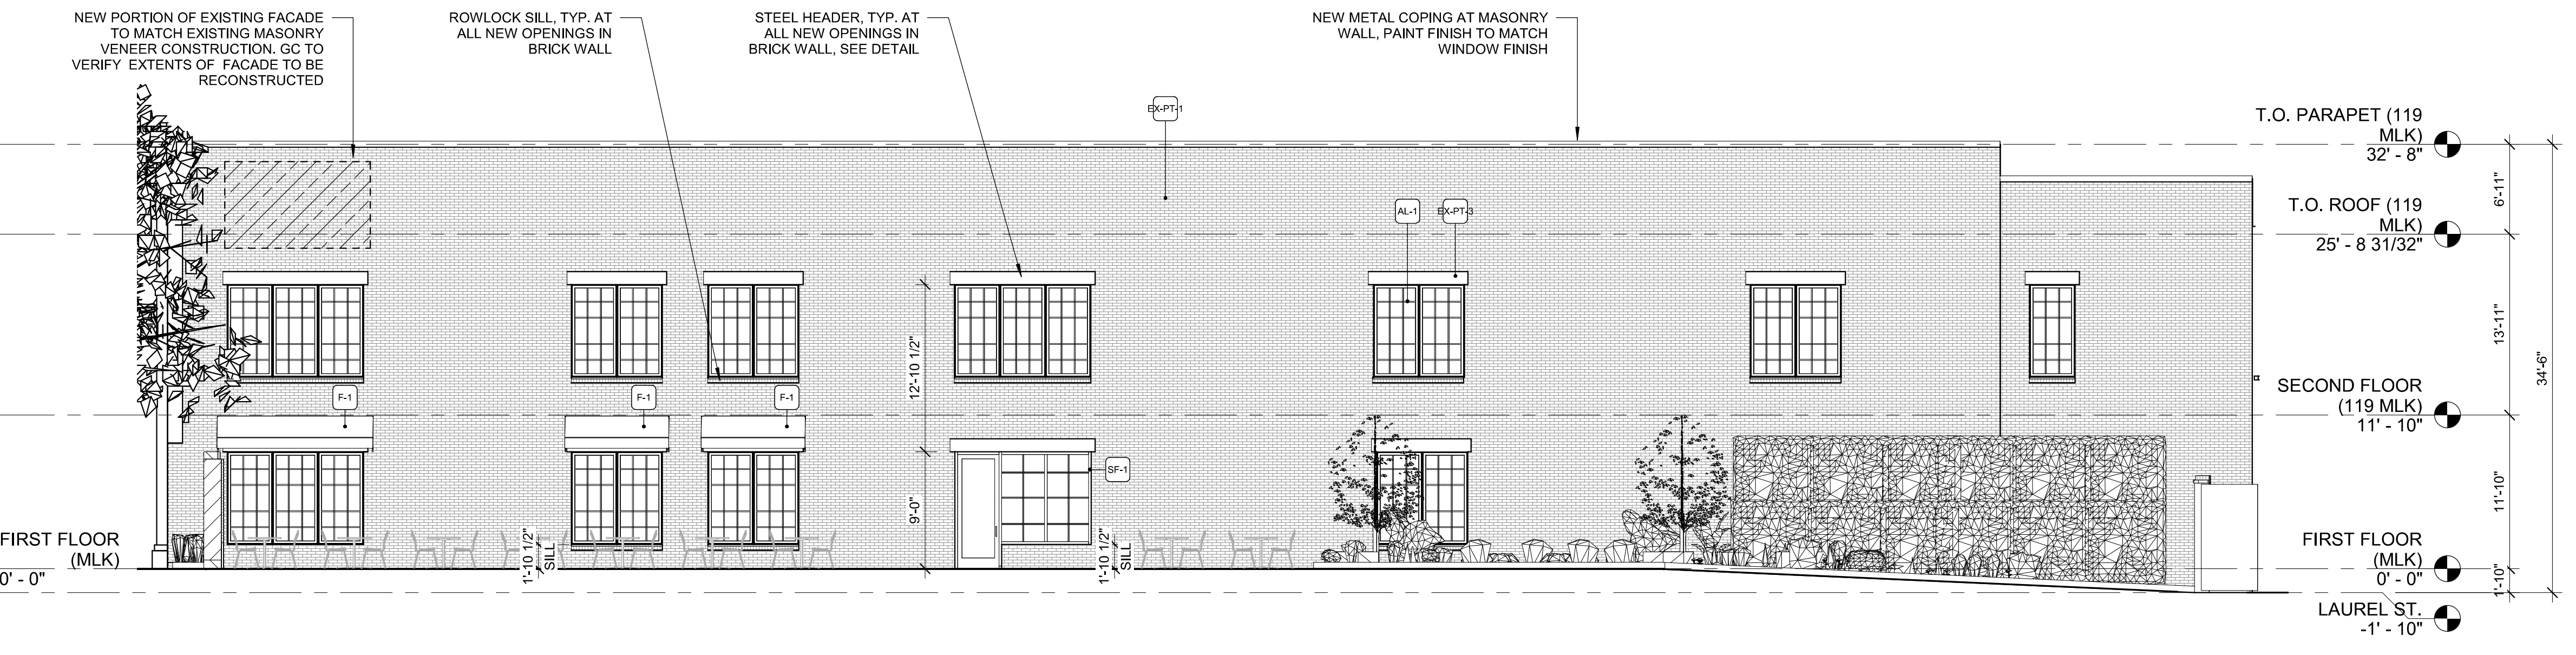 NEW PORTION OF EXISTING FACADE
TO MATCH EXISTING MASONRY
VENEER CONSTRUCTION. GC TO
VERIFY EXTENTS OF FACADE TO BE
RECONSTRUCTED
ROWLOCK SILL, TYP. AT
ALL NEW OPENINGS IN
BRICK WALL
STEEL HEADER, TYP. AT
ALL NEW OPENINGS IN
BRICK WALL, SEE DETAIL
NEW METAL COPING AT MASONRY
WALL, PAINT FINISH TO MATCH
WINDOW FINISH
EX-PT-1
AL-1
EX-PT-3
F-1
F-1
F-1
SF-1
12'-10 1/2"
9'-0"
1'-10 1/2"
SILL
1'-10 1/2"
SILL
FIRST FLOOR
(MLK)
0' - 0"
T.O. PARAPET (119
MLK)
32' - 8"
T.O. ROOF (119
MLK)
25' - 8 31/32"
SECOND FLOOR
(119 MLK)
11' - 10"
FIRST FLOOR
(MLK)
0' - 0"
LAUREL ST.
-1' - 10"
6'-11"
13'-11"
11'-10"
1'-10"
34'-6"